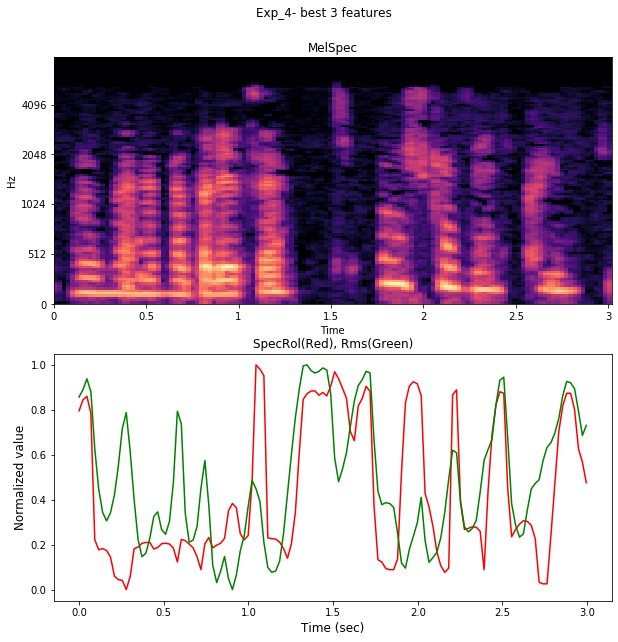 Exp_4- best 3 features
MelSpec
4096
2048
1024
512
0
Hz
0 0.5 1 1.5 2 2.5 3
Time
SpecRol(Red), Rms(Green)
1.0
0.8
0.6
0.4
0.2
0.0
Normalized value
0.0 0.5 1.0 1.5 2.0 2.5 3.0
Time (sec)